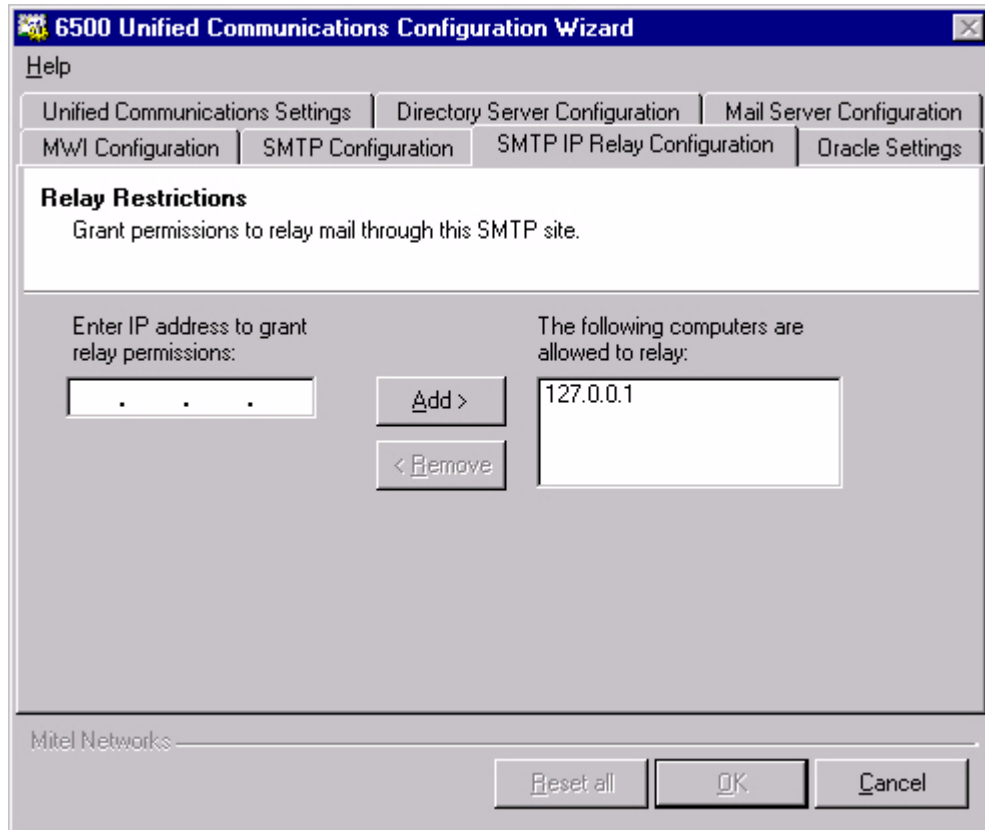 6500 Unified Communications Configuration Wizard
Help
Unified Communications Settings
Directory Server Configuration
Mail Server Configuration
MWI Configuration
SMTP Configuration
SMTP IP Relay Configuration
Oracle Settings
Relay Restrictions
Grant permissions to relay mail through this SMTP site.
Enter IP address to grant
relay permissions:
. . .
Add >
< Remove
The following computers are
allowed to relay:
127.0.0.1
Mitel Networks
Reset all
OK
Cancel